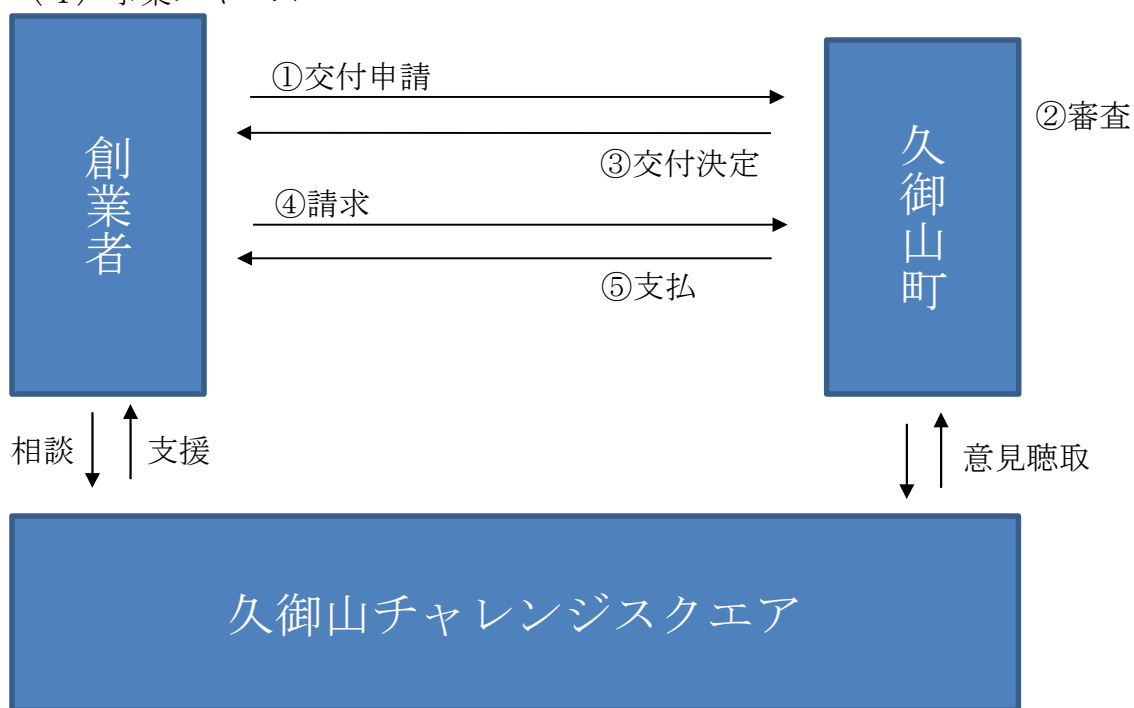 ①交付申請
②審査
③交付決定
④請求
⑤支払
創業者
久御山町
相談
支援
意見聴取
久御山チャレンジスクエア